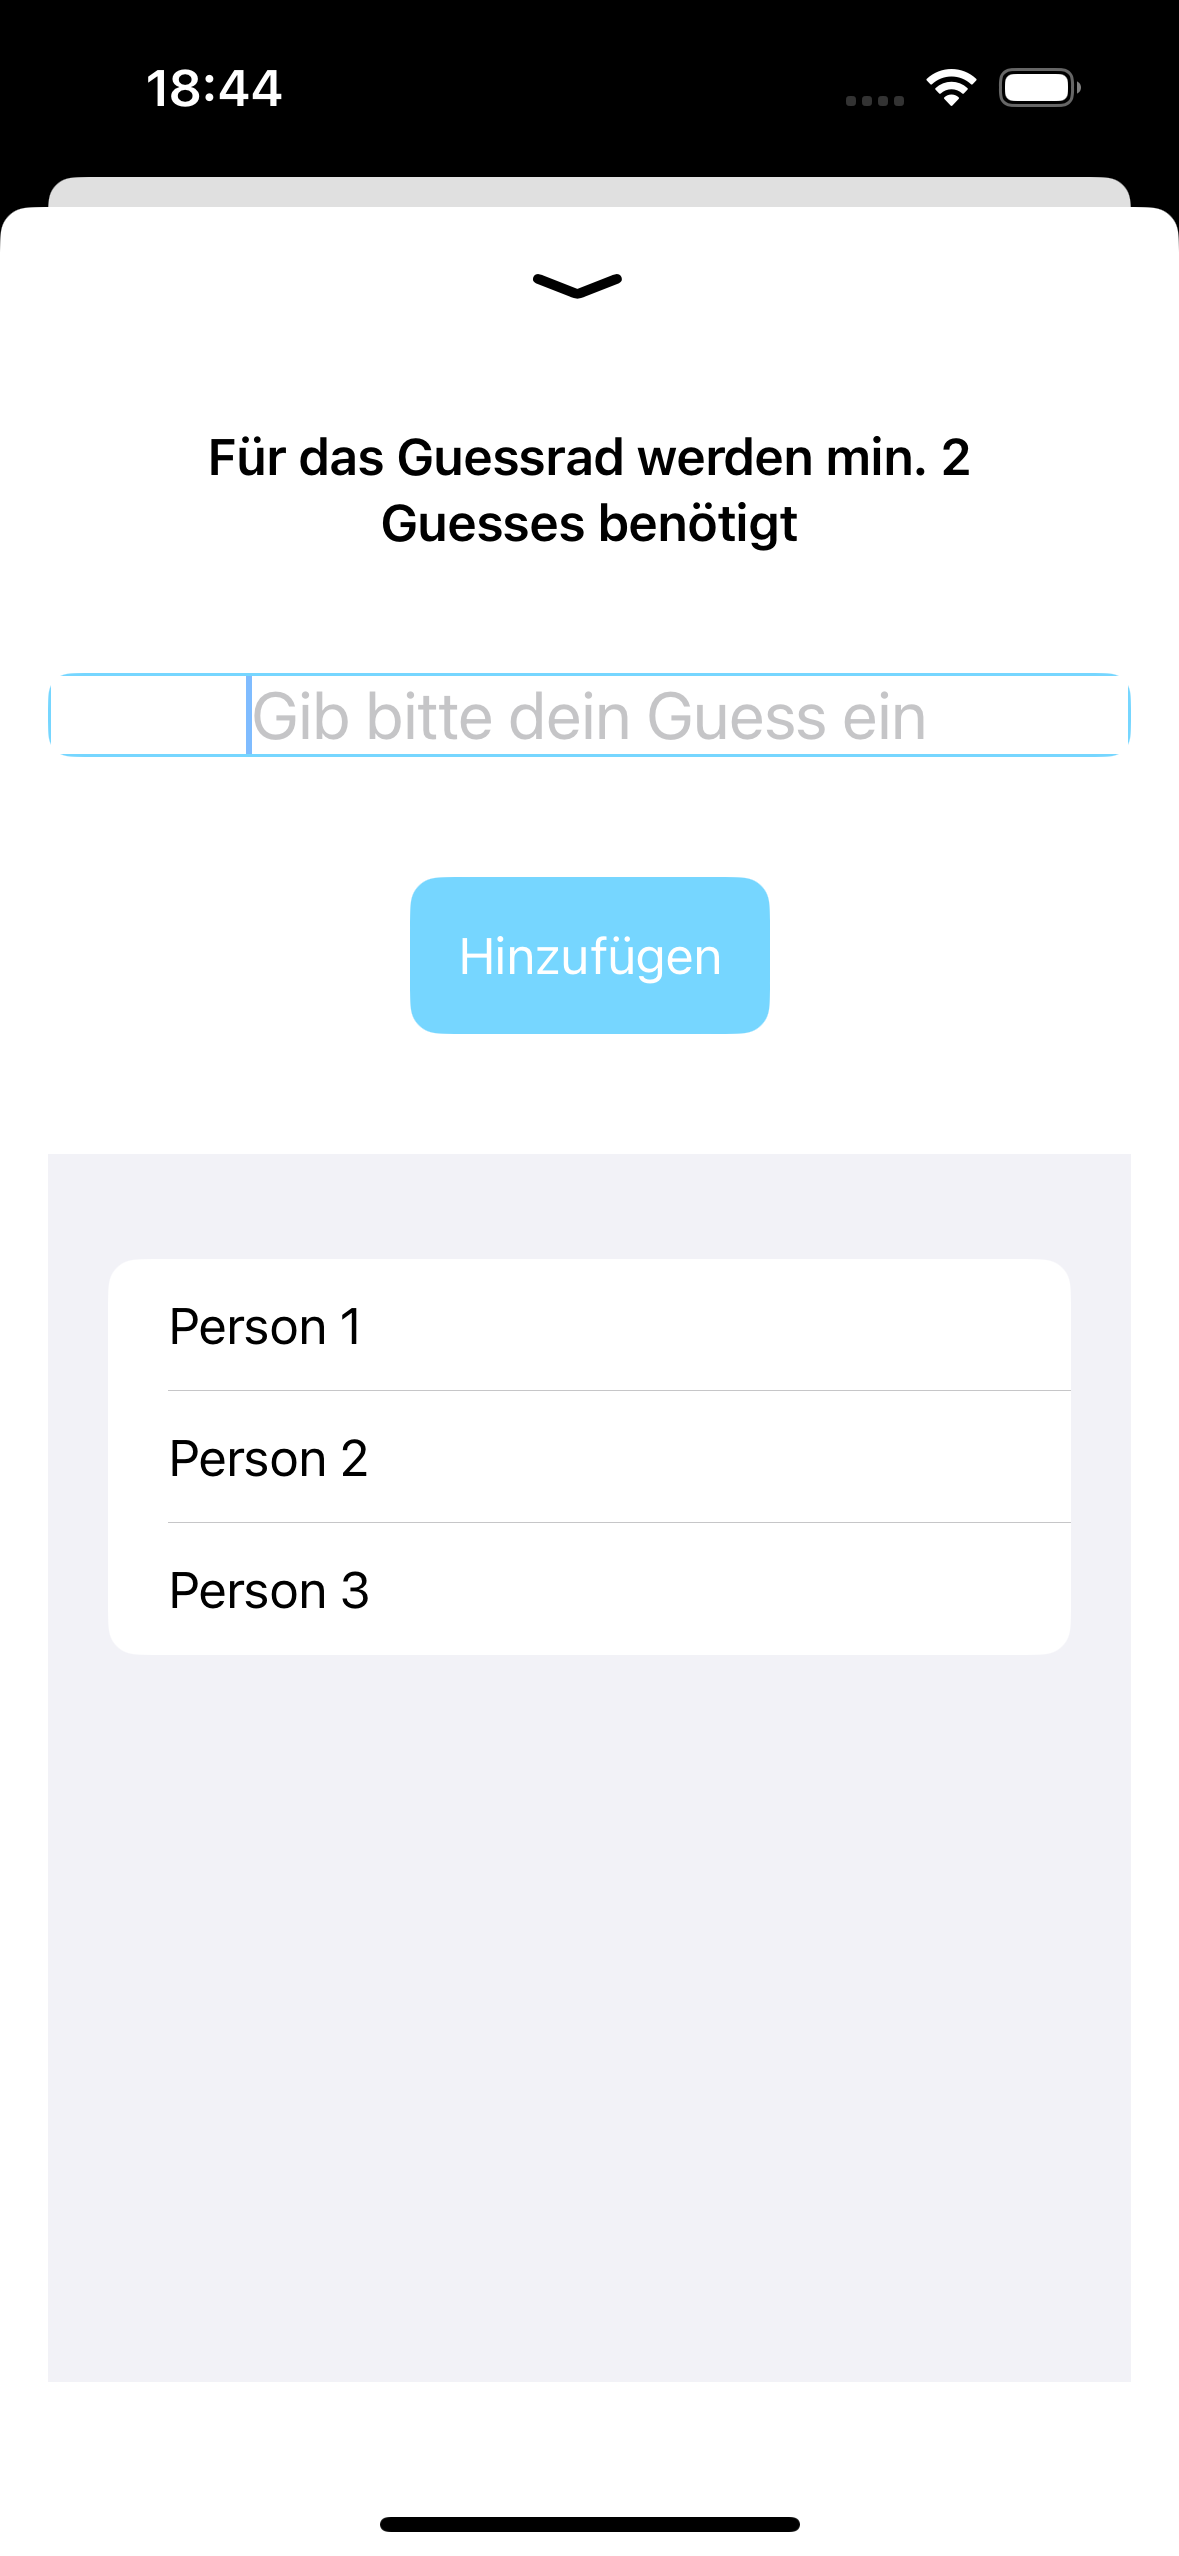 18:44
Für das Guessrad werden min. 2
Guesses benötigt
Gib bitte dein Guess ein
Hinzufügen
Person 1
Person 2
Person 3